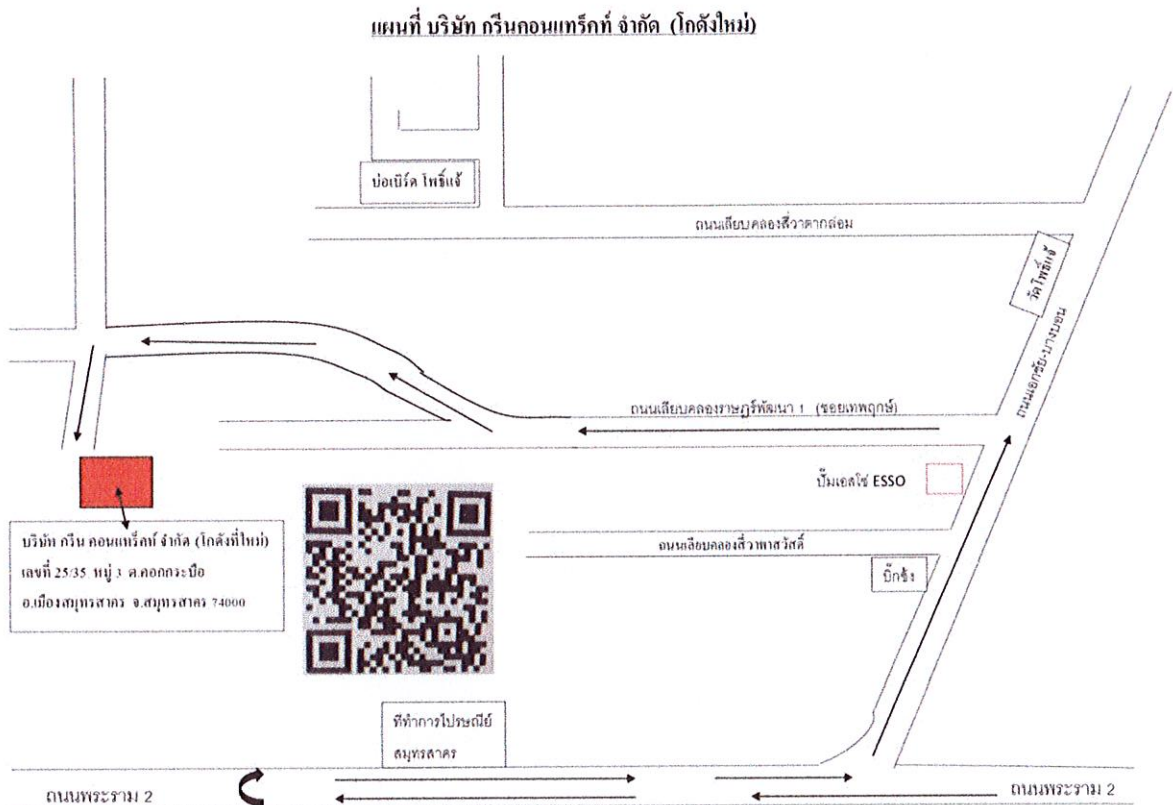 แผนที่ บริษัท กรีนคอนแทร็กท์ จำกัด (โกดังใหม่)
บ่อเบิร์ด โพธิ์แจ้
ถนนเลียบคลองสี่วาตากล่อม
วัดโพธิ์แจ้
ถนนเอกชัย-บางบอน
ถนนเลียบคลองราษฎร์พัฒนา 1 (ซอยเทพฤกษ์)
ปั๊มเอสโซ่ ESSO
บริษัท กรีน คอนแทร็คท์ จำกัด (โกดังที่ใหม่)
เลขที่ 25/35 หมู่ 3 ต.คอกกระบือ
อ.เมืองสมุทรสาคร จ.สมุทรสาคร 74000
ถนนเลียบคลองสี่วาพาสวัสดิ์
บิ๊กซ้ง
ที่ทำการไปรษณีย์
สมุทรสาคร
ถนนพระราม 2
ถนนพระราม 2